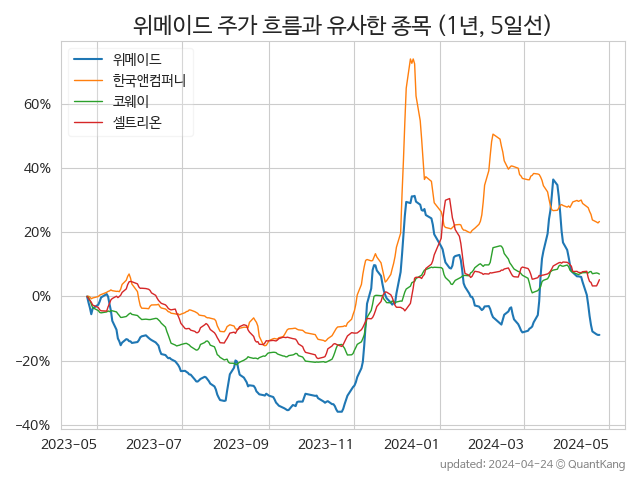 위메이드 주가 흐름과 유사한 종목 (1년, 5일선)
위메이드
한국앤컴퍼니
코웨이
셀트리온
60%
40%
20%
0%
−20%
−40%
2023-05 2023-07 2023-09 2023-11 2024-01 2024-03 2024-05
updated: 2024-04-24 © QuantKang